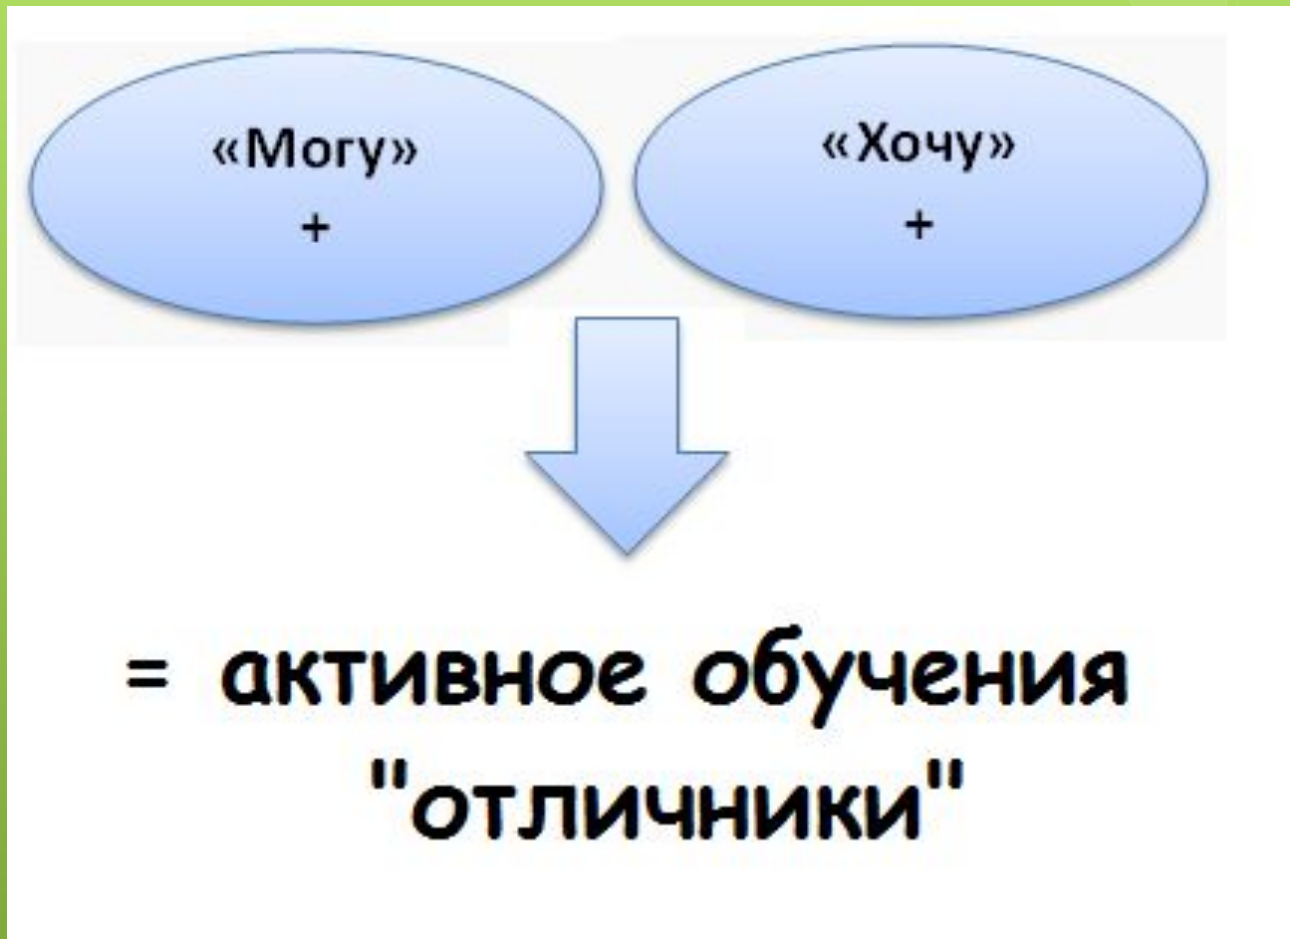 «Могу»
+
«Хочу»
+
= активное обучения
"отличники"